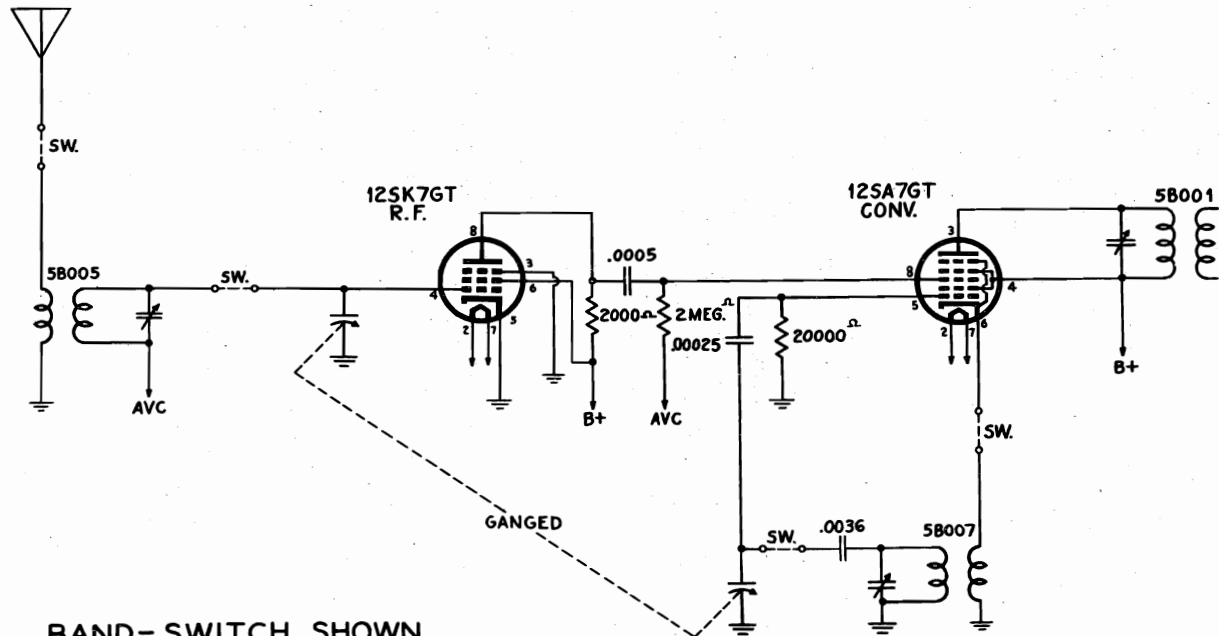 SW.
12SK7GT
R.F.
12SA7GT
CONV.
5B001
5B005
SW.
8
3
6
4
2
7
5
.0005
2000Ω
2 MEG.Ω
.00025
20000Ω
3
8
5
4
2
7
6
AVC
B+
AVC
B+
SW.
GANGED
SW.
.0036
5B007
BAND-SWITCH SHOWN